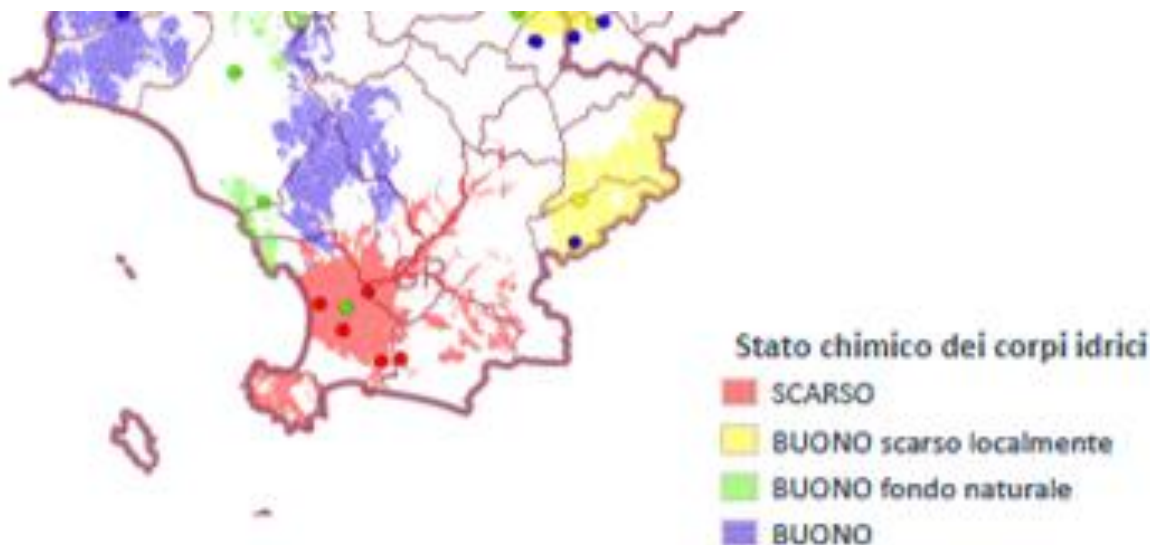 Stato chimico dei corpi idrici
SCARSO
BUONO scarso localmente
BUONO fondo naturale
BUONO